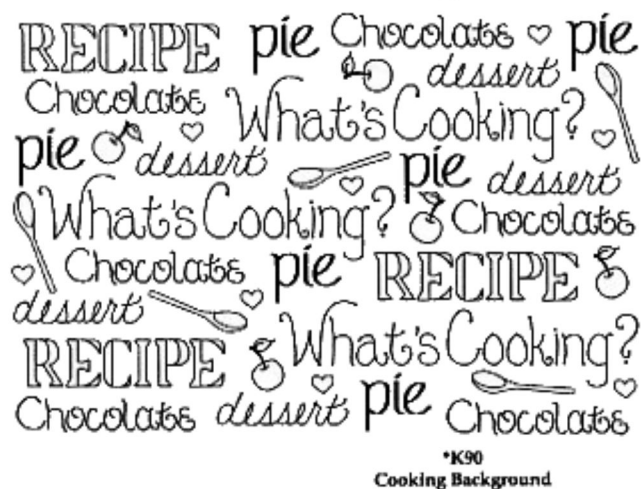 RECIPE pie Chocolate pie
dessert
Chocolate What's Cooking?
pie dessert pie dessert
What's Cooking? Chocolate
Chocolate pie RECIPE
dessert
RECIPE What's Cooking?
Chocolate dessert pie Chocolate
*K90
Cooking Background